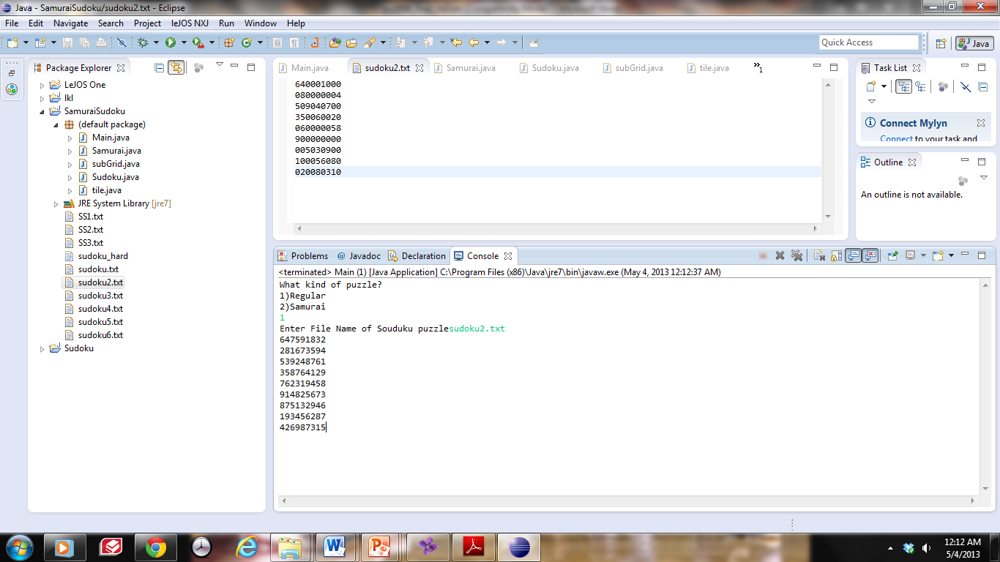 Java - SamuraiSudoku/sudoku2.txt - Eclipse
File Edit Navigate Search Project leJOS NXJ Run Window Help
Quick Access
Java
Package Explorer
LeJOS One
lkl
SamuraiSudoku
(default package)
Main.java
Samurai.java
subGrid.java
Sudoku.java
tile.java
JRE System Library [jre7]
SS1.txt
SS2.txt
SS3.txt
sudoku_hard
sudoku.txt
sudoku2.txt
sudoku3.txt
sudoku4.txt
sudoku5.txt
sudoku6.txt
Sudoku
Main.java sudoku2.txt Samurai.java Sudoku.java subGrid.java tile.java »1
640001000
080000004
509040700
350060020
060000058
900000000
005030900
100056080
020080310
Task List
Connect Mylyn
Connect to your task and
Outline
An outline is not available.
Problems @ Javadoc Declaration Console
<terminated> Main (1) [Java Application] C:\Program Files (x86)\Java\jre7\bin\javaw.exe (May 4, 2013 12:12:37 AM)
What kind of puzzle?
1)Regular
2)Samurai
1
Enter File Name of Souduku puzzlesudoku2.txt
647591832
281673594
539248761
358764129
762319458
914825673
875132946
193456287
426987315
12:12 AM
5/4/2013